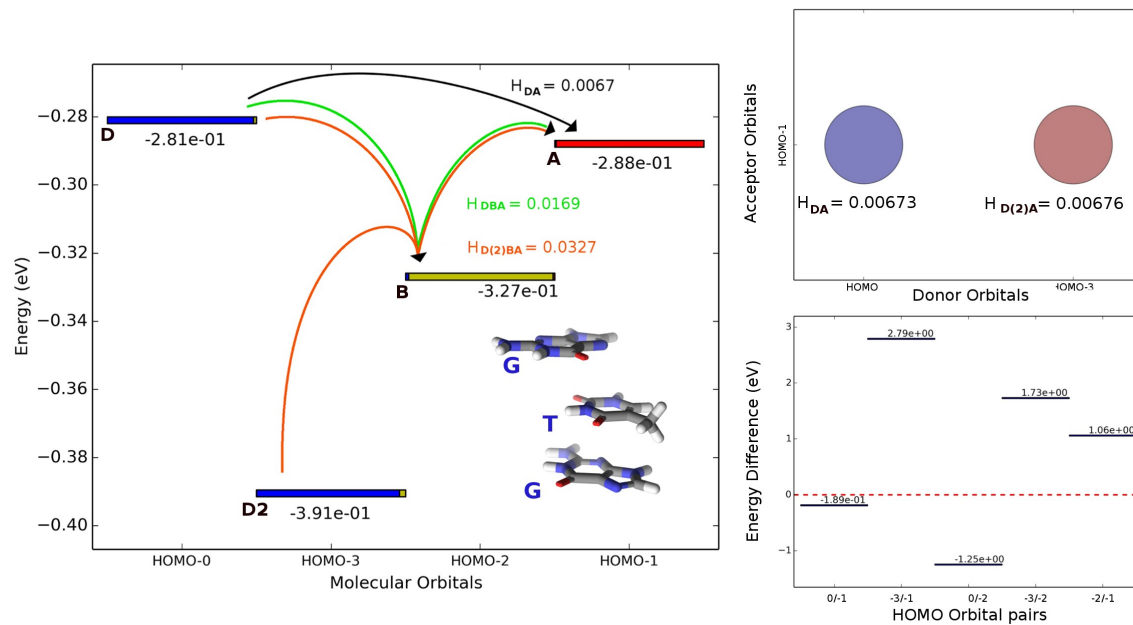 H DA = 0.0067
−0.28
D
-2.81e-01
A
-2.88e-01
−0.30
H DBA = 0.0169
−0.32
H D(2)BA = 0.0327
B
-3.27e-01
−0.34
G
−0.36
T
−0.38
G
D2
-3.91e-01
−0.40
Energy (eV)
HOMO-0
HOMO-3
HOMO-2
HOMO-1
Molecular Orbitals
Acceptor Orbitals
HOMO-1
H DA = 0.00673
H D(2)A = 0.00676
HOMO
HOMO-3
Donor Orbitals
Energy Difference (eV)
3
2.79e+00
2
1.73e+00
1.06e+00
1
0
-1.89e-01
−1
-1.25e+00
0/-1
-3/-1
0/-2
-3/-2
-2/-1
HOMO Orbital pairs